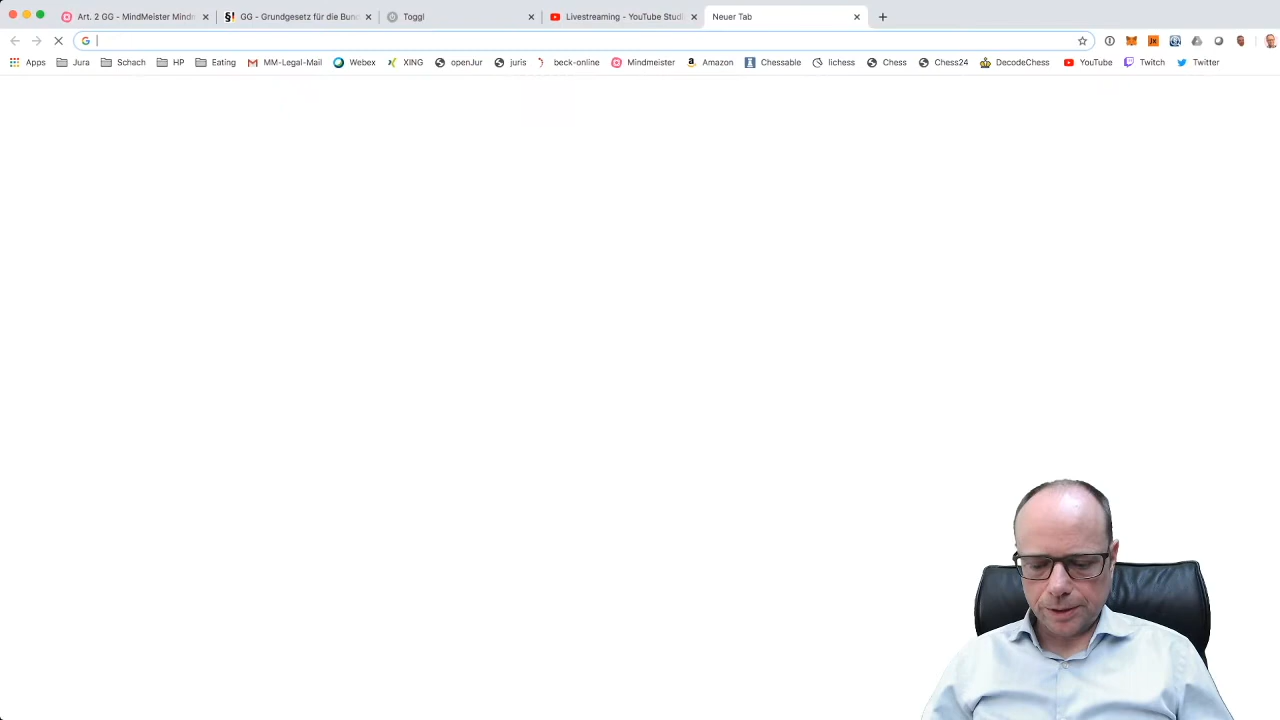 Art. 2 GG - MindMeister Mindm
GG - Grundgesetz für die Bund
Toggl
Livestreaming - YouTube Studi
Neuer Tab
Apps Jura Schach HP Eating MM-Legal-Mail Webex XING openJur juris beck-online Mindmeister Amazon Chessable lichess Chess Chess24 DecodeChess YouTube Twitch Twitter